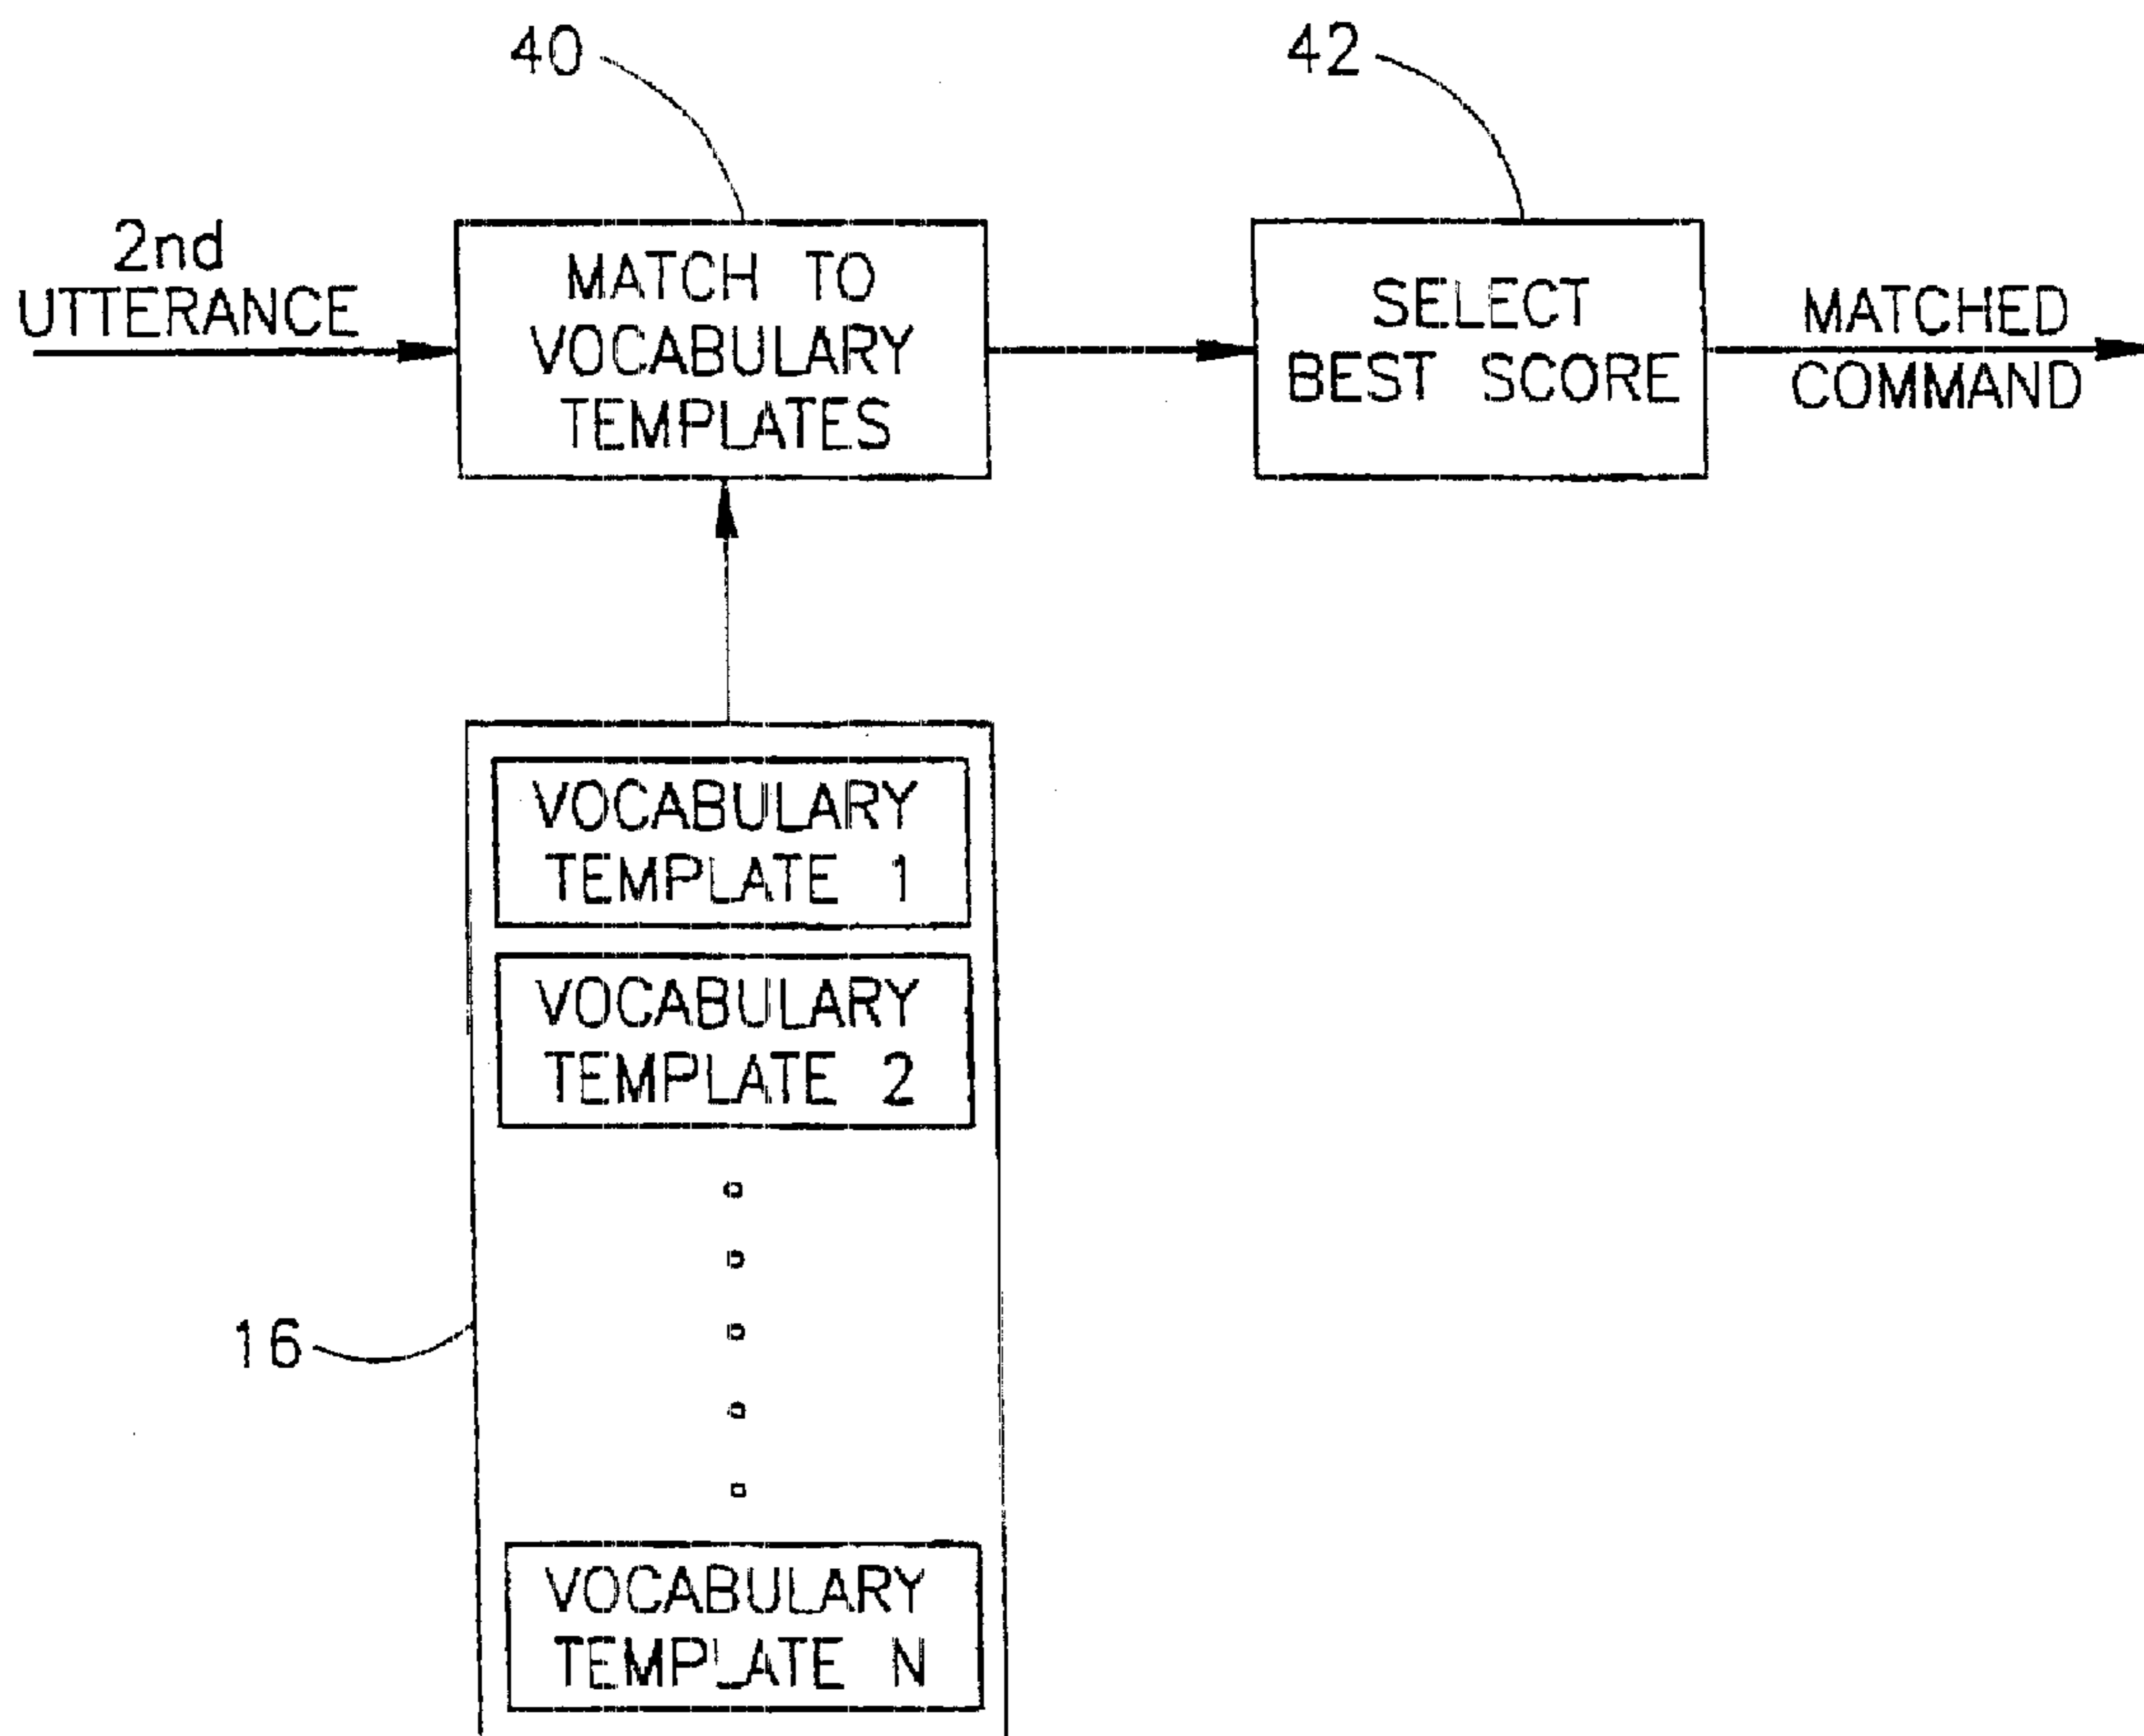 40
42
2nd
UTTERANCE
MATCH TO
VOCABULARY
TEMPLATES
SELECT
BEST SCORE
MATCHED
COMMAND
VOCABULARY
TEMPLATE 1
VOCABULARY
TEMPLATE 2
16
VOCABULARY
TEMPLATE N